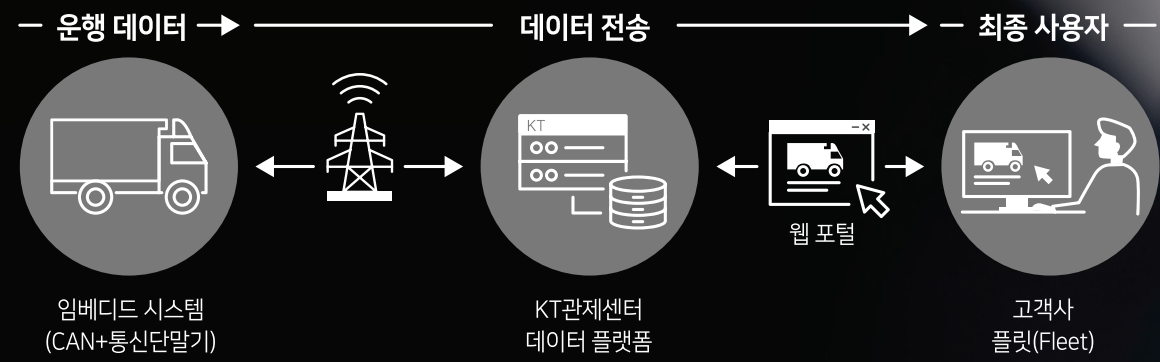 운행 데이터
데이터 전송
최종 사용자
KT
웹 포털
임베디드 시스템
(CAN+통신단말기)
KT관제센터
데이터 플랫폼
고객사
플릿(Fleet)